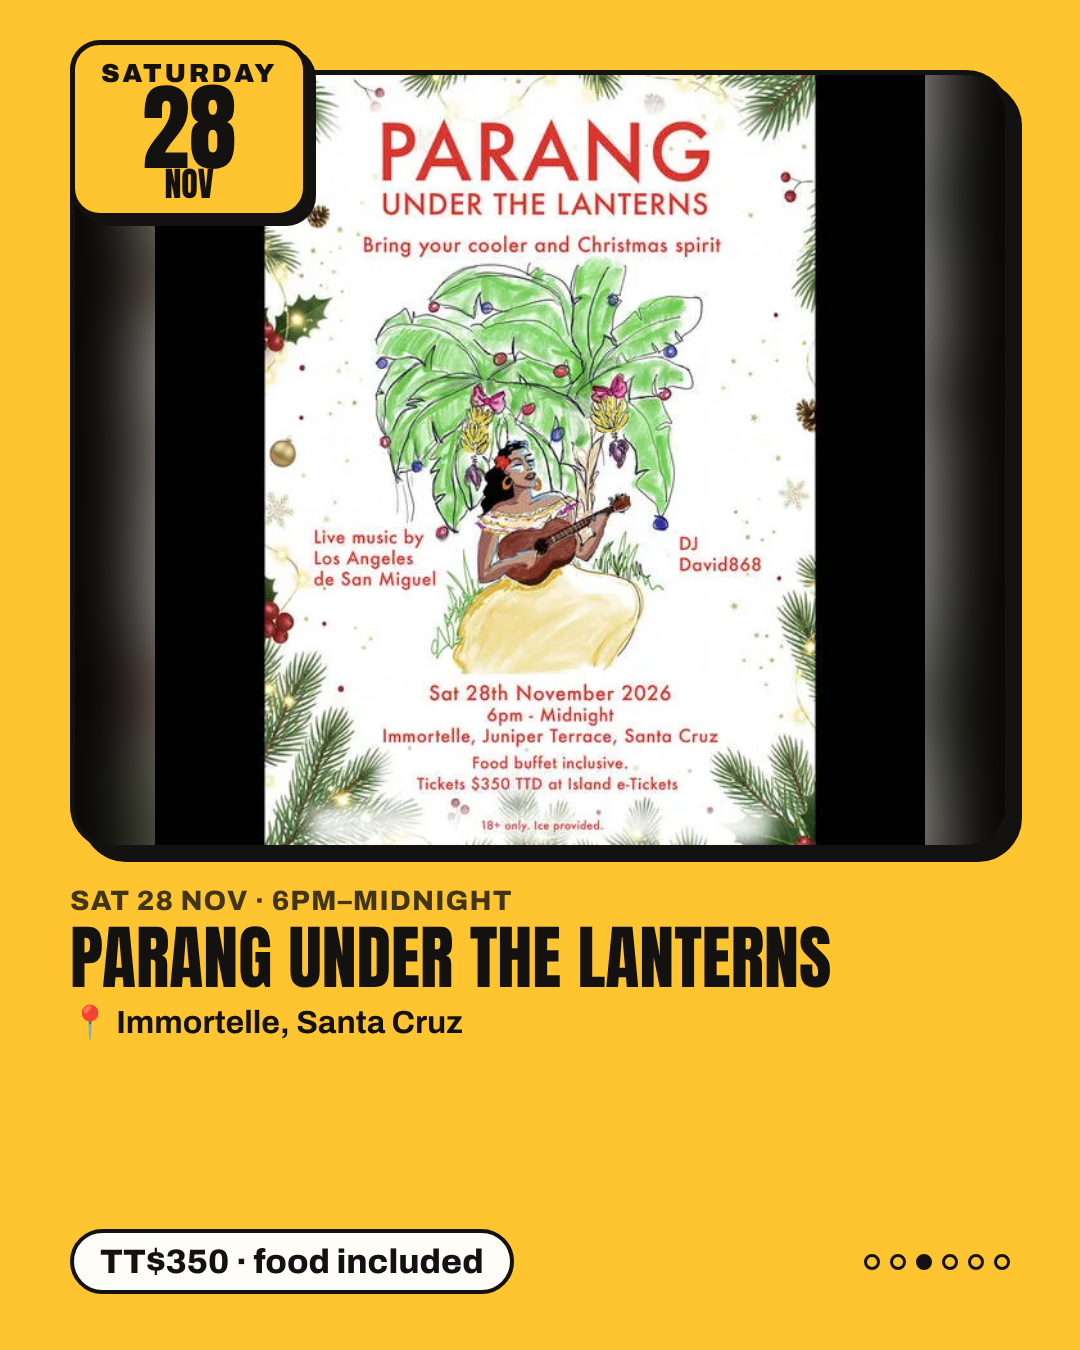 SATURDAY
28
NOV
PARANG
UNDER THE LANTERNS
Bring your cooler and Christmas spirit
Live music by
Los Angeles
de San Miguel
DJ
David868
Sat 28th November 2026
6pm - Midnight
Immortelle, Juniper Terrace, Santa Cruz
Food buffet inclusive.
Tickets $350 TTD at Island e-Tickets
18+ only. Ice provided.
SAT 28 NOV · 6PM–MIDNIGHT
PARANG UNDER THE LANTERNS
📍 Immortelle, Santa Cruz
TT$350 · food included